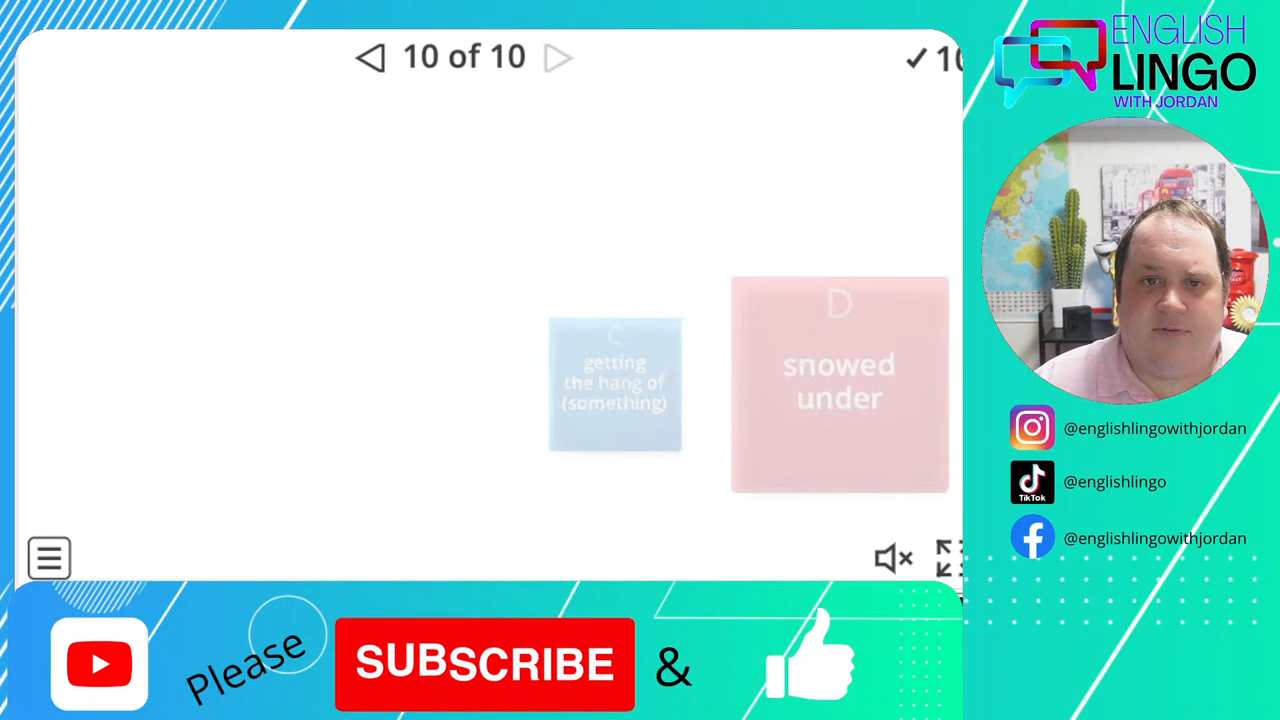 10 of 10
✓ 10
C
getting
the hang of
(something)
D
snowed
under
ENGLISH
LINGO
WITH JORDAN
@englishlingowithjordan
TikTok
@englishlingo
@englishlingowithjordan
Please
SUBSCRIBE
&